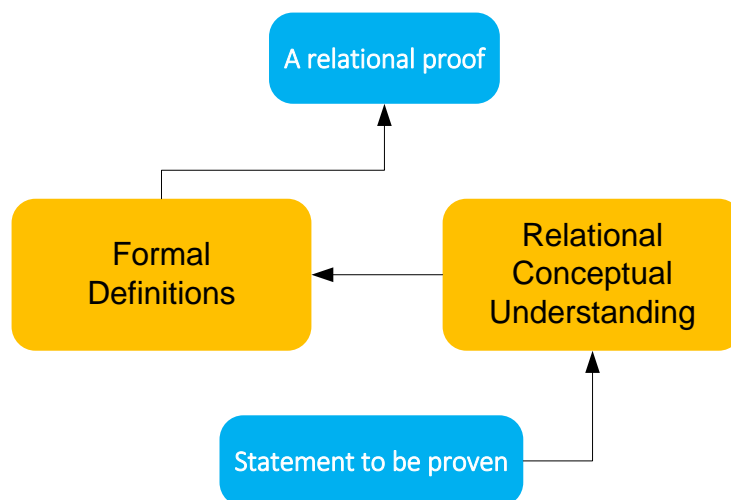 A relational proof
Formal
Definitions
Relational
Conceptual
Understanding
Statement to be proven